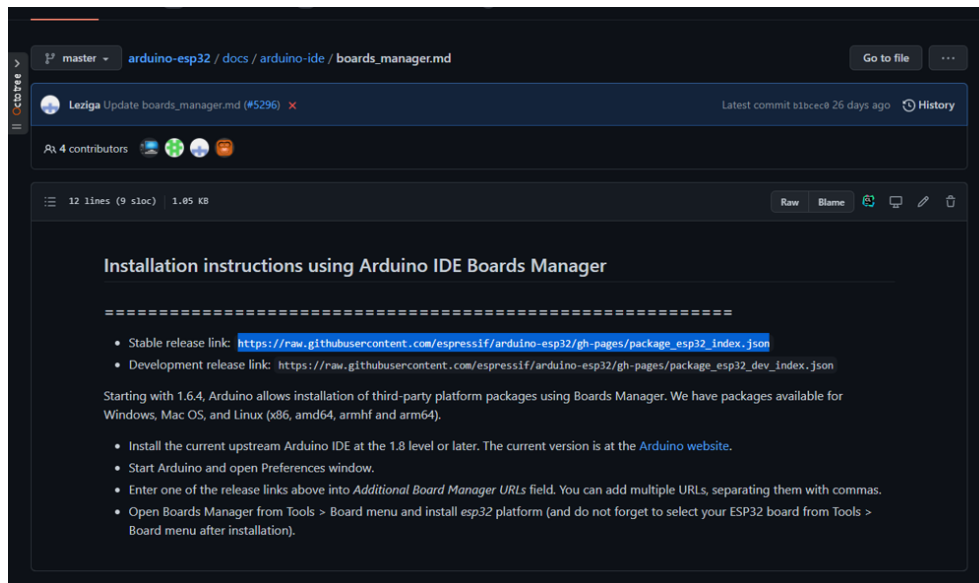 master
arduino-esp32 / docs / arduino-ide / boards_manager.md
Go to file
Octotree
Leziga Update boards_manager.md (#5296)
Latest commit b1bcec0 26 days ago
History
4 contributors
12 lines (9 sloc) 1.05 KB
Raw
Blame
Installation instructions using Arduino IDE Boards Manager
==========================================================
Stable release link: https://raw.githubusercontent.com/espressif/arduino-esp32/gh-pages/package_esp32_index.json
Development release link: https://raw.githubusercontent.com/espressif/arduino-esp32/gh-pages/package_esp32_dev_index.json
Starting with 1.6.4, Arduino allows installation of third-party platform packages using Boards Manager. We have packages available for
Windows, Mac OS, and Linux (x86, amd64, armhf and arm64).
Install the current upstream Arduino IDE at the 1.8 level or later. The current version is at the Arduino website.
Start Arduino and open Preferences window.
Enter one of the release links above into Additional Board Manager URLs field. You can add multiple URLs, separating them with commas.
Open Boards Manager from Tools > Board menu and install esp32 platform (and do not forget to select your ESP32 board from Tools >
Board menu after installation).